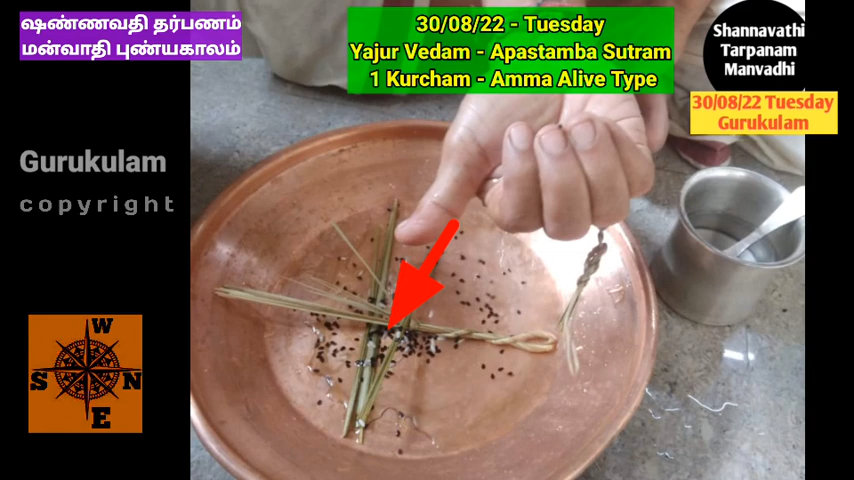 ஷண்ணவதி தர்பணம்
மன்வாதி புண்யகாலம்
30/08/22 - Tuesday
Yajur Vedam - Apastamba Sutram
1 Kurcham - Amma Alive Type
Shannavathi
Tarpanam
Manvadhi
30/08/22 Tuesday
Gurukulam
Gurukulam
copyright
W
S N
E